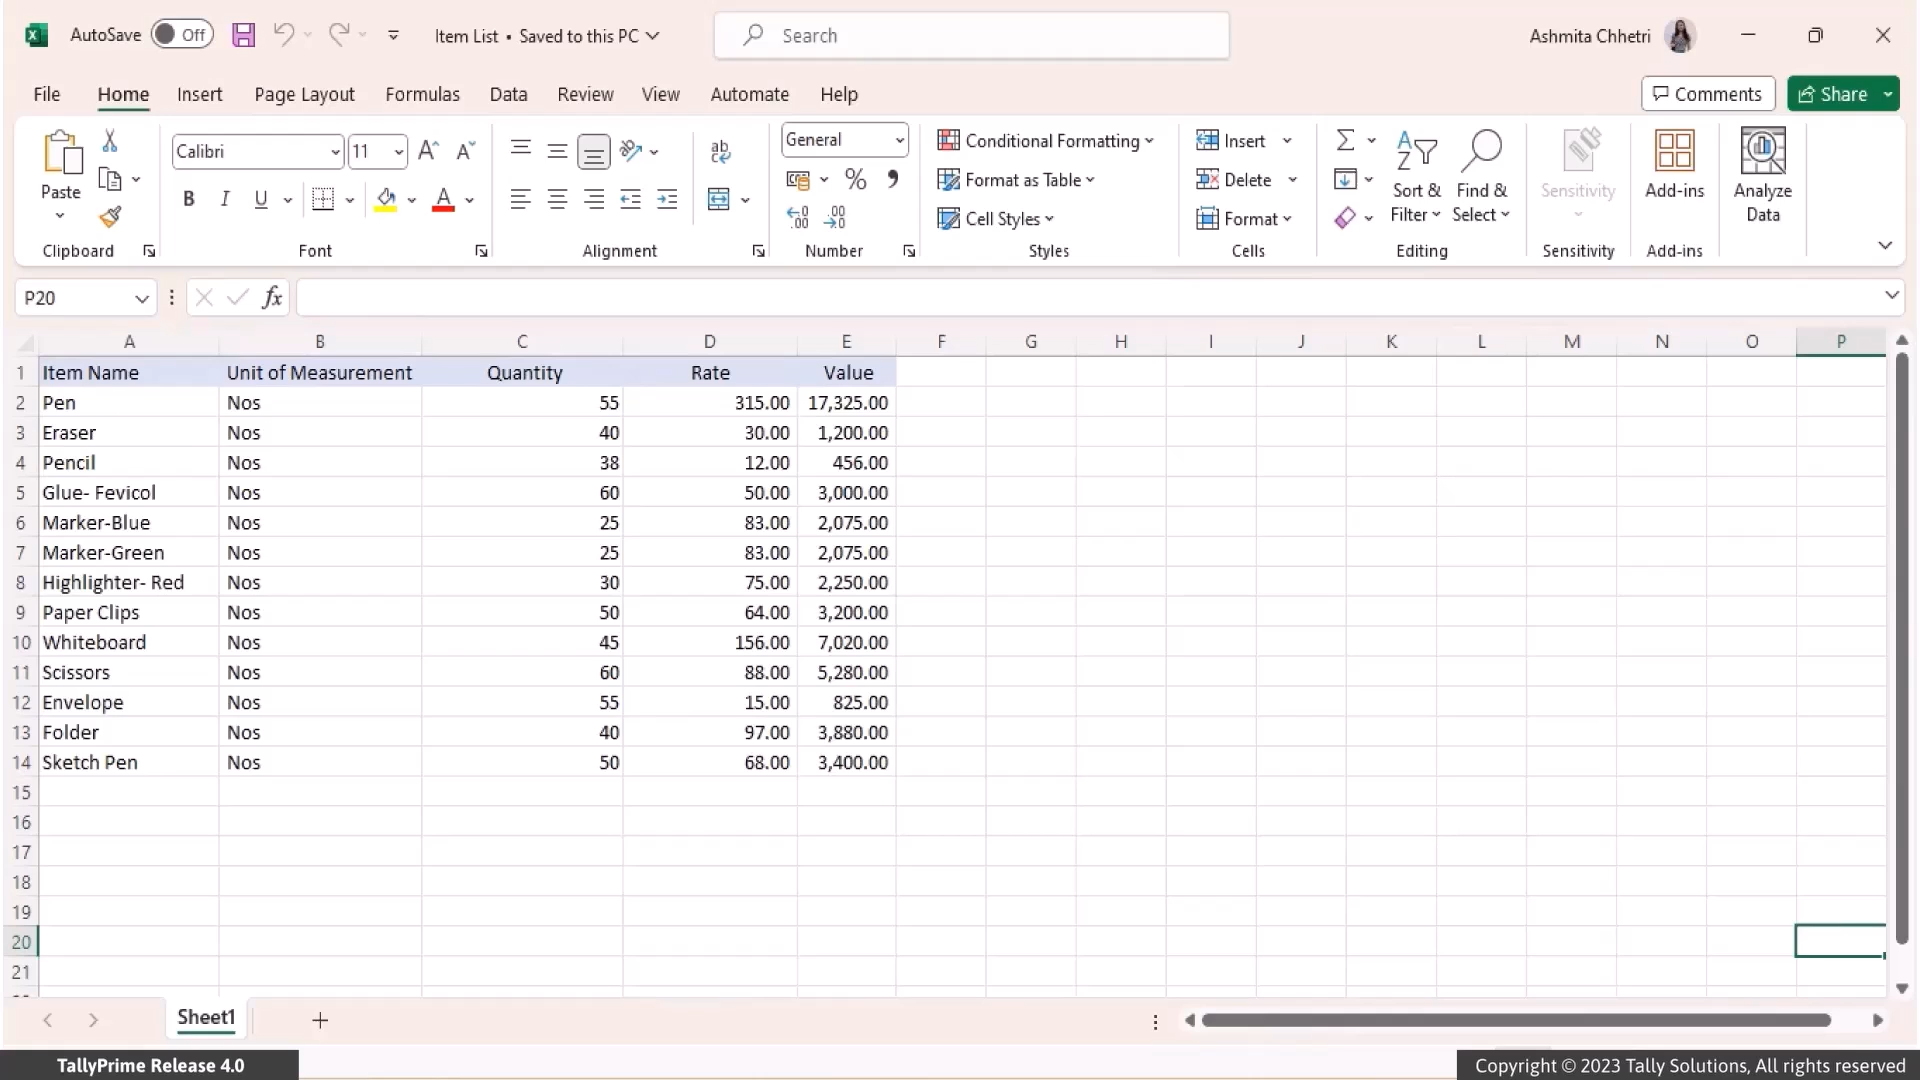 AutoSave Off Item List • Saved to this PC Search Ashmita Chhetri
File Home Insert Page Layout Formulas Data Review View Automate Help Comments Share
Paste
Calibri 11
B I U A
ab
General
% ,
Conditional Formatting
Format as Table
Cell Styles
Insert
Delete
Format
Sort & Filter
Find & Select
Sensitivity
Add-ins
Analyze Data
Clipboard Font Alignment Number Styles Cells Editing Sensitivity Add-ins
P20 fx
A B C D E F G H I J K L M N O P
1 Item Name Unit of Measurement Quantity Rate Value
2 Pen Nos 55 315.00 17,325.00
3 Eraser Nos 40 30.00 1,200.00
4 Pencil Nos 38 12.00 456.00
5 Glue- Fevicol Nos 60 50.00 3,000.00
6 Marker-Blue Nos 25 83.00 2,075.00
7 Marker-Green Nos 25 83.00 2,075.00
8 Highlighter- Red Nos 30 75.00 2,250.00
9 Paper Clips Nos 50 64.00 3,200.00
10 Whiteboard Nos 45 156.00 7,020.00
11 Scissors Nos 60 88.00 5,280.00
12 Envelope Nos 55 15.00 825.00
13 Folder Nos 40 97.00 3,880.00
14 Sketch Pen Nos 50 68.00 3,400.00
15
16
17
18
19
20
21
Sheet1
TallyPrime Release 4.0 Copyright © 2023 Tally Solutions, All rights reserved